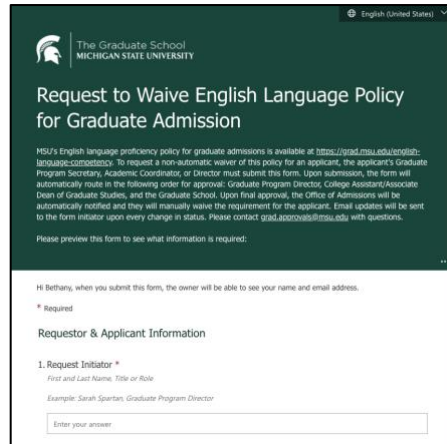 English (United States)
The Graduate School
MICHIGAN STATE UNIVERSITY
Request to Waive English Language Policy
for Graduate Admission
MSU's English language proficiency policy for graduate admissions is available at https://grad.msu.edu/english-
language-competency. To request a non-automatic waiver of this policy for an applicant, the applicant's Graduate
Program Secretary, Academic Coordinator, or Director must submit this form. Upon submission, the form will
automatically route in the following order for approval: Graduate Program Director, College Assistant/Associate
Dean of Graduate Studies, and the Graduate School. Upon final approval, the Office of Admissions will be
automatically notified and they will manually waive the requirement for the applicant. Email updates will be sent
to the form initiator upon every change in status. Please contact grad.approvals@msu.edu with questions.
Please preview this form to see what information is required:
...
Hi Bethany, when you submit this form, the owner will be able to see your name and email address.
* Required
Requestor & Applicant Information
1. Request Initiator *
First and Last Name, Title or Role
Example: Sarah Spartan, Graduate Program Director
Enter your answer